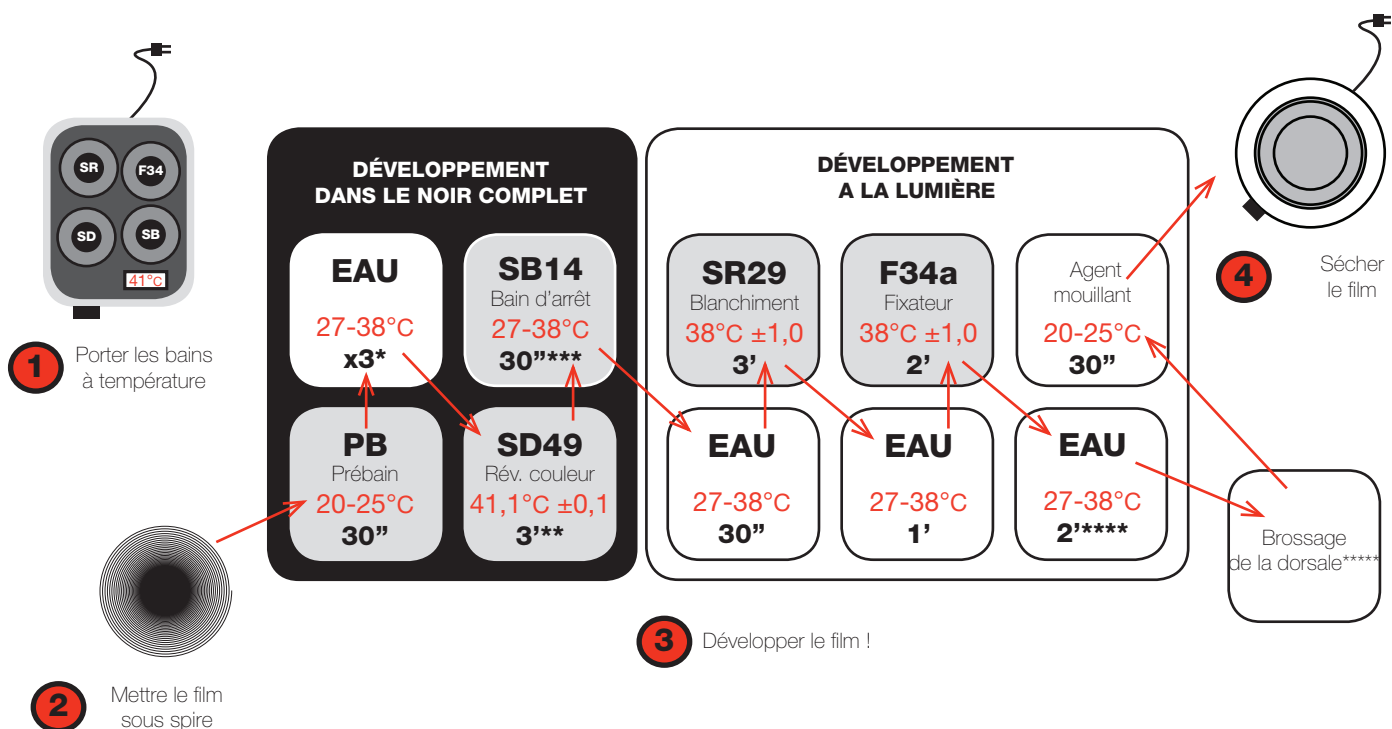 SR
F34
SD
SB
41°C
1
Porter les bains
à température
2
Mettre le film
sous spire
DÉVELOPPEMENT
DANS LE NOIR COMPLET
EAU
27-38°C
x3*
SB14
Bain d’arrêt
27-38°C
30”***
PB
Prébain
20-25°C
30”
SD49
Rév. couleur
41,1°C ±0,1
3’**
DÉVELOPPEMENT
A LA LUMIÈRE
SR29
Blanchiment
38°C ±1,0
3’
F34a
Fixateur
38°C ±1,0
2’
Agent
mouillant
20-25°C
30”
EAU
27-38°C
30”
EAU
27-38°C
1’
EAU
27-38°C
2’****
Brossage
de la dorsale*****
3
Développer le film !
4
Sécher
le film